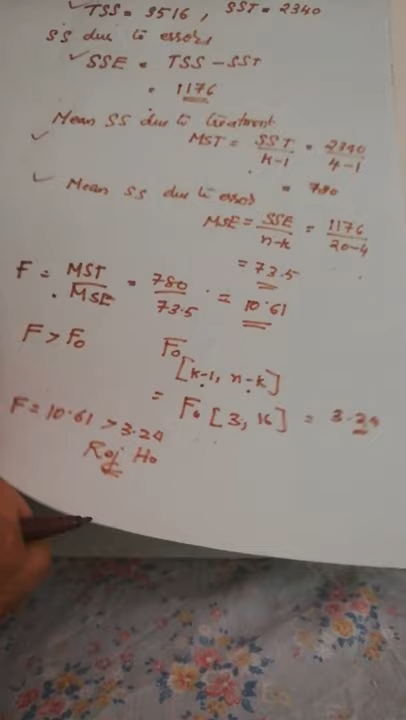 ✓TSS = 3516, SST = 2340
SS due to errors
✓SSE = TSS - SST
= 1176
Mean SS due to treatment
✓ MST = SST/k-1 = 2340/4-1
= 780
✓ Mean SS due to error
MSE = SSE/n-k = 1176/20-4
= 73.5
F = MST/MSE = 780/73.5 = 10.61
F > F0
F0 [k-1, n-k]
= F0 [3, 16] = 3.24
F = 10.61 > 3.24
Rej H0